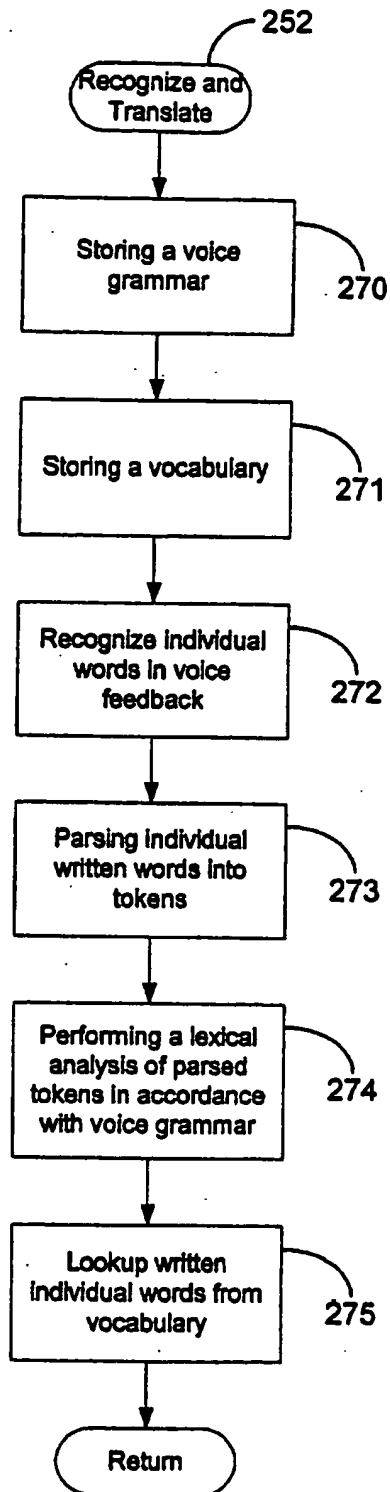 252
Recognize and
Translate
Storing a voice
grammar
270
Storing a vocabulary
271
Recognize individual
words in voice
feedback
272
Parsing individual
written words into
tokens
273
Performing a lexical
analysis of parsed
tokens in accordance
with voice grammar
274
Lookup written
individual words from
vocabulary
275
Return